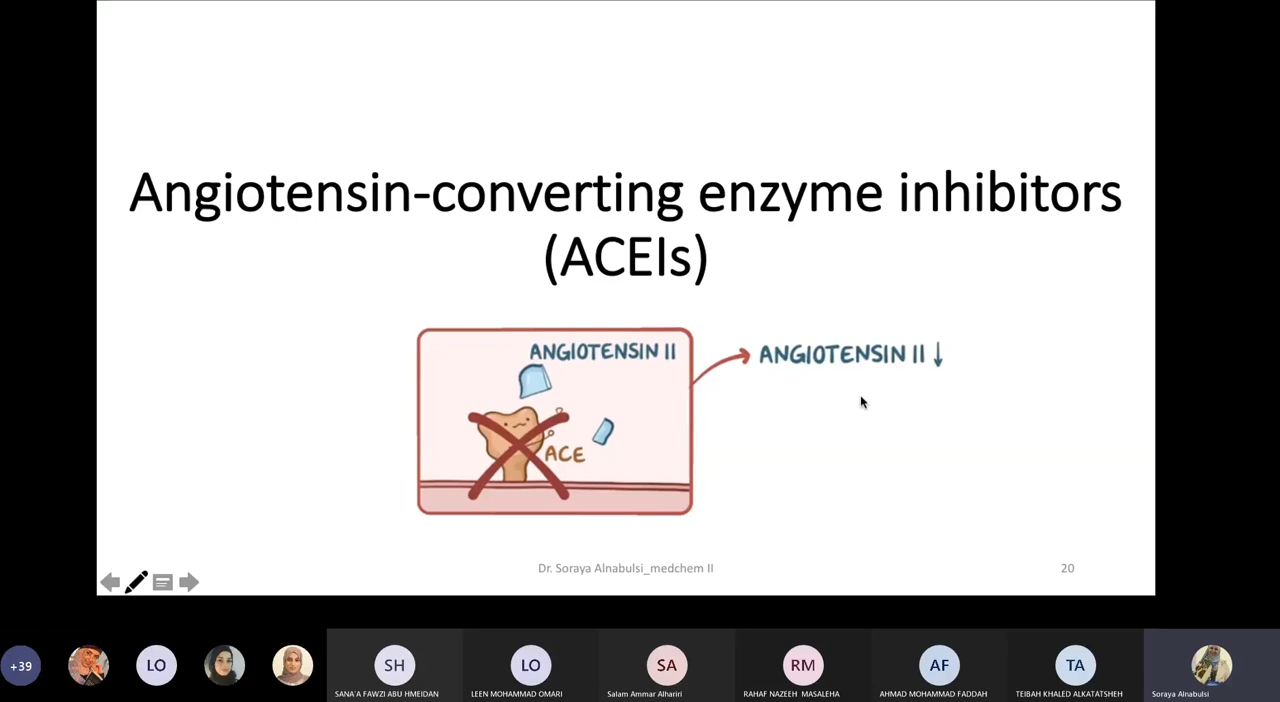 Angiotensin-converting enzyme inhibitors
(ACEIs)
ANGIOTENSIN II
ANGIOTENSIN II ↓
ACE
Dr. Soraya Alnabulsi_medchem II
20
+39
LO
SH
LO
SA
RM
AF
TA
SANA'A FAWZI ABU HMEIDAN
LEEN MOHAMMAD OMARI
Salam Ammar Alhariri
RAHAF NAZEEH MASALEHA
AHMAD MOHAMMAD FADDAH
TEIBAH KHALED ALKATATSHEH
Soraya Alnabulsi